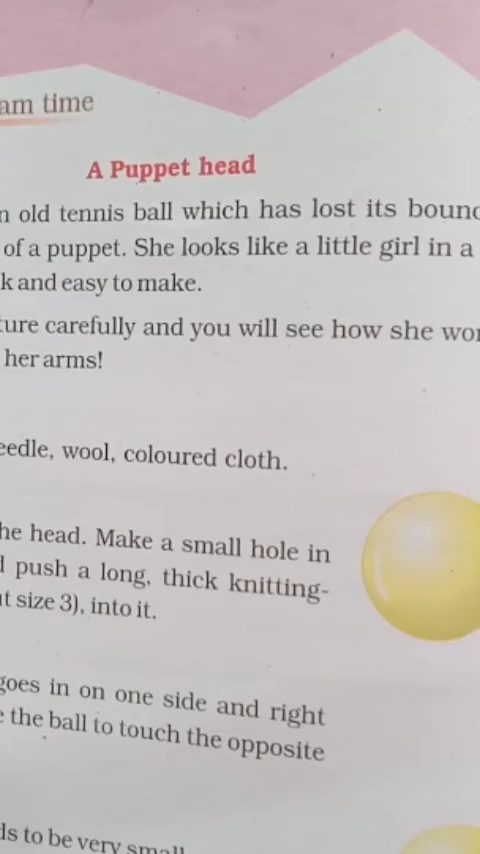 am time
A Puppet head
n old tennis ball which has lost its bounc
of a puppet. She looks like a little girl in a
k and easy to make.
ture carefully and you will see how she wor
her arms!
eedle, wool, coloured cloth.
he head. Make a small hole in
d push a long, thick knitting-
ut size 3), into it.
goes in on one side and right
e the ball to touch the opposite
ds to be very small